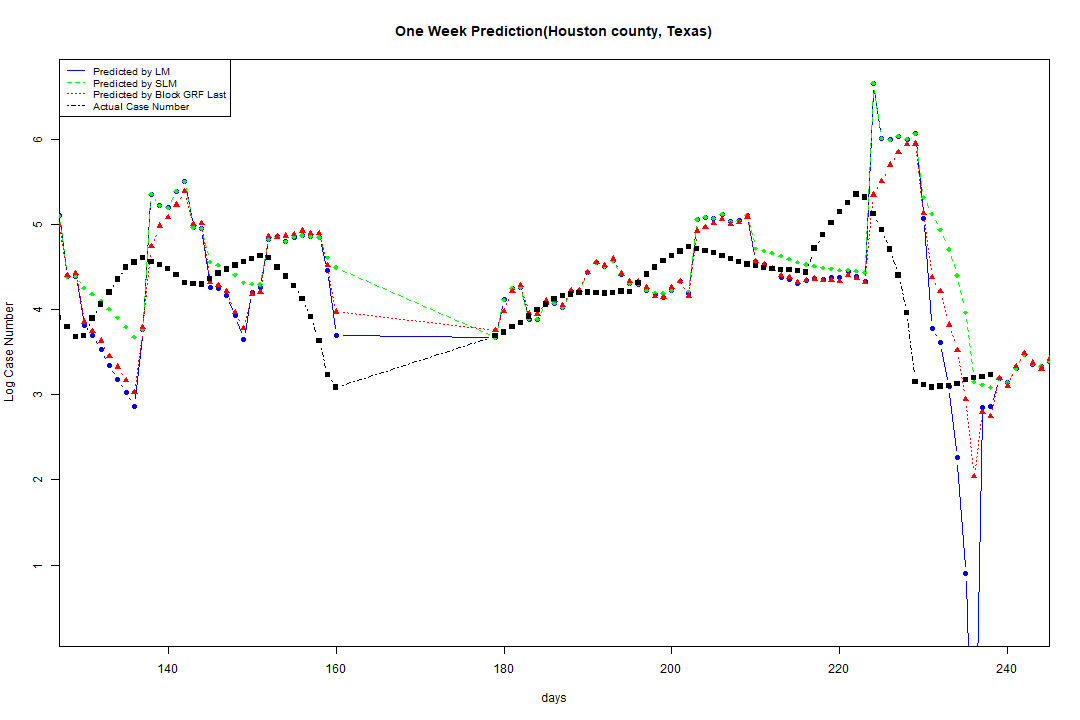 One Week Prediction(Houston county, Texas)
Predicted by LM
Predicted by SLM
Predicted by Block GRF Last
Actual Case Number
6
5
4
3
2
1
Log Case Number
140 160 180 200 220 240
days